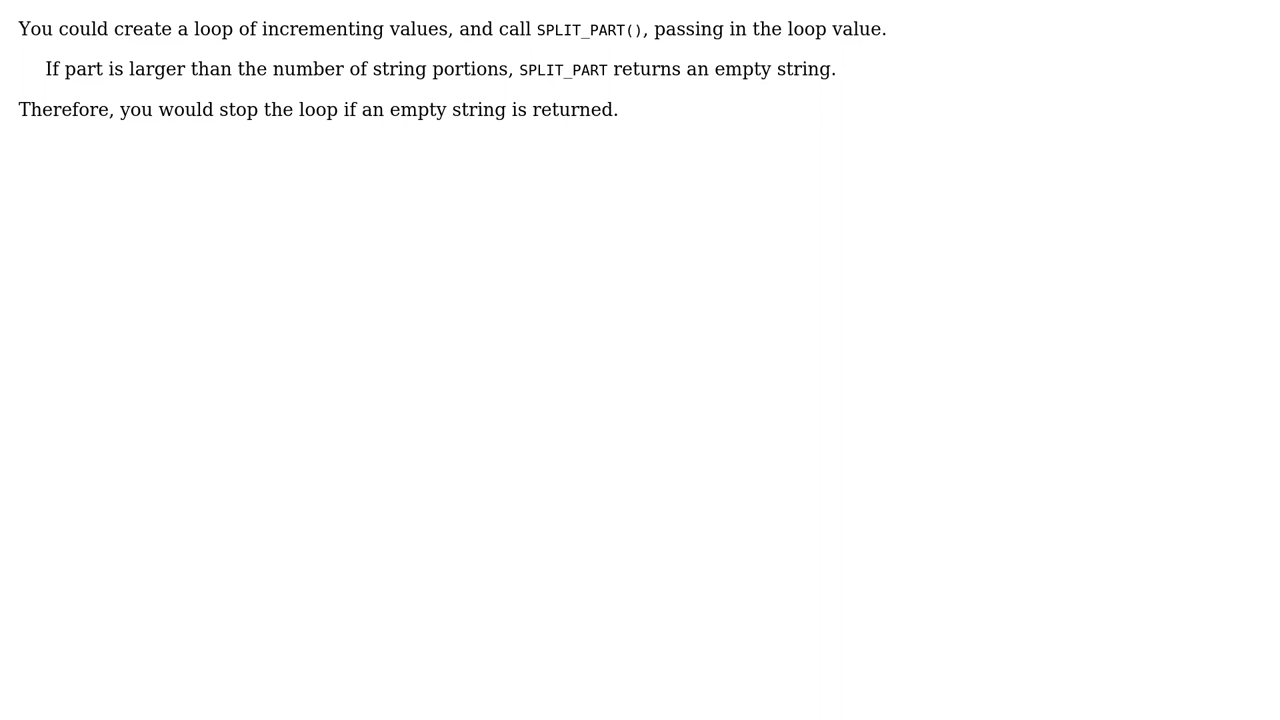 You could create a loop of incrementing values, and call SPLIT_PART(), passing in the loop value.
If part is larger than the number of string portions, SPLIT_PART returns an empty string.
Therefore, you would stop the loop if an empty string is returned.